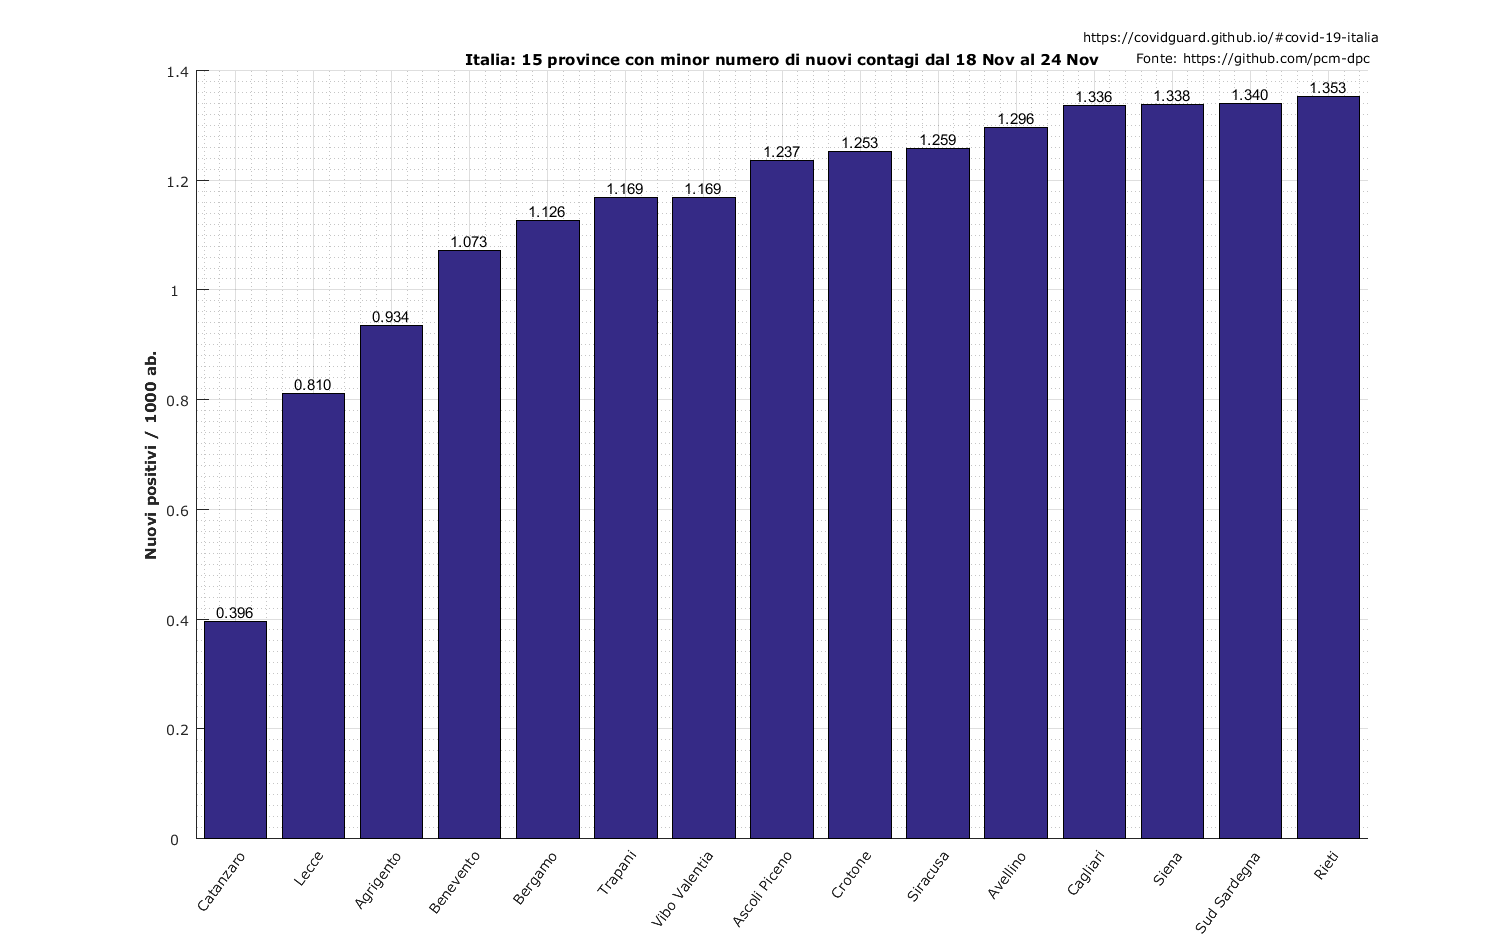 https://covidguard.github.io/#covid-19-italia
Italia: 15 province con minor numero di nuovi contagi dal 18 Nov al 24 Nov
Fonte: https://github.com/pcm-dpc
Nuovi positivi / 1000 ab.
1.4
1.2
1
0.8
0.6
0.4
0.2
0
0.396
0.810
0.934
1.073
1.126
1.169
1.169
1.237
1.253
1.259
1.296
1.336
1.338
1.340
1.353
Catanzaro
Lecce
Agrigento
Benevento
Bergamo
Trapani
Vibo Valentia
Ascoli Piceno
Crotone
Siracusa
Avellino
Cagliari
Siena
Sud Sardegna
Rieti